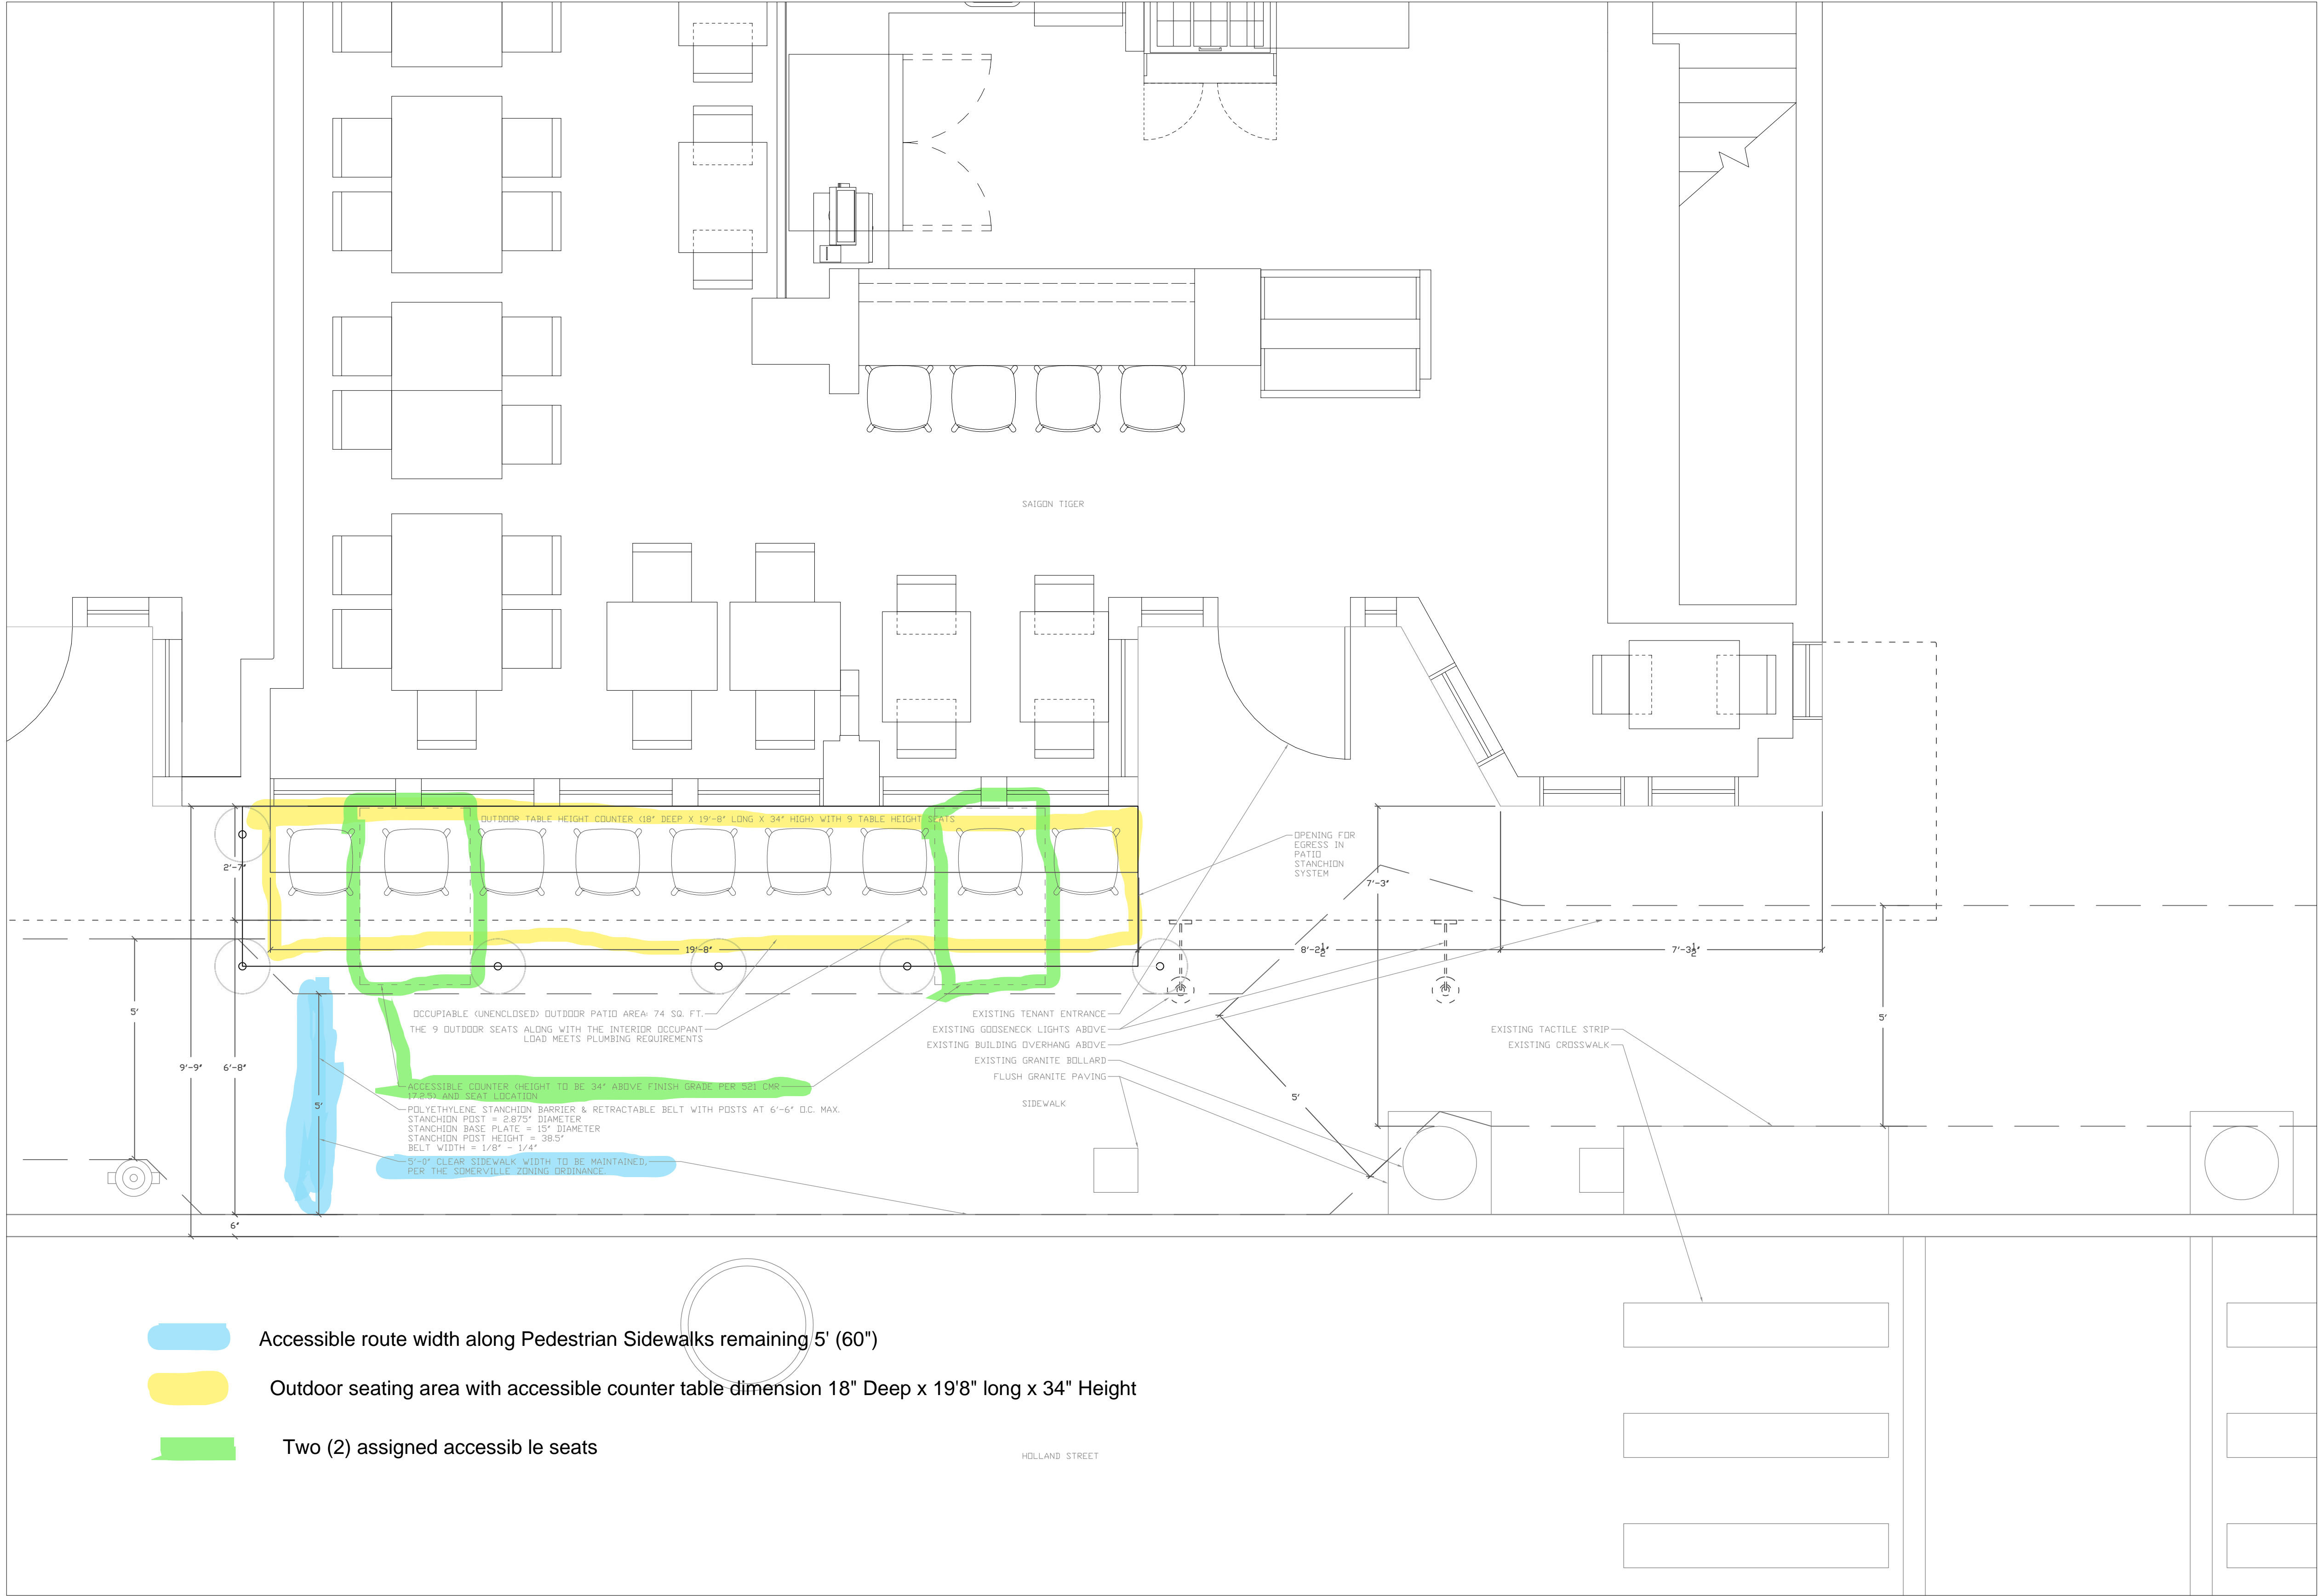 SAIGON TIGER
OUTDOOR TABLE HEIGHT COUNTER (18" DEEP X 19'-8" LONG X 34" HIGH) WITH 9 TABLE HEIGHT SEATS
OPENING FOR
EGRESS IN
PATIO
STANCHION
SYSTEM
2'-7"
7'-3"
19'-8"
8'-2½"
7'-3½"
5'
9'-9"
6'-8"
5'
5'
5'
6"
OCCUPIABLE (UNENCLOSED) OUTDOOR PATIO AREA: 74 SQ. FT.
THE 9 OUTDOOR SEATS ALONG WITH THE INTERIOR OCCUPANT
LOAD MEETS PLUMBING REQUIREMENTS
ACCESSIBLE COUNTER (HEIGHT TO BE 34" ABOVE FINISH GRADE PER 521 CMR
17.2.5) AND SEAT LOCATION
POLYETHYLENE STANCHION BARRIER & RETRACTABLE BELT WITH POSTS AT 6'-6" O.C. MAX.
STANCHION POST = 2.875" DIAMETER
STANCHION BASE PLATE = 15" DIAMETER
STANCHION POST HEIGHT = 38.5"
BELT WIDTH = 1/8" - 1/4"
5'-0" CLEAR SIDEWALK WIDTH TO BE MAINTAINED,
PER THE SOMERVILLE ZONING ORDINANCE
EXISTING TENANT ENTRANCE
EXISTING GOOSENECK LIGHTS ABOVE
EXISTING BUILDING OVERHANG ABOVE
EXISTING GRANITE BOLLARD
FLUSH GRANITE PAVING
SIDEWALK
EXISTING TACTILE STRIP
EXISTING CROSSWALK
Accessible route width along Pedestrian Sidewalks remaining 5' (60")
Outdoor seating area with accessible counter table dimension 18" Deep x 19'8" long x 34" Height
Two (2) assigned accessib le seats
HOLLAND STREET